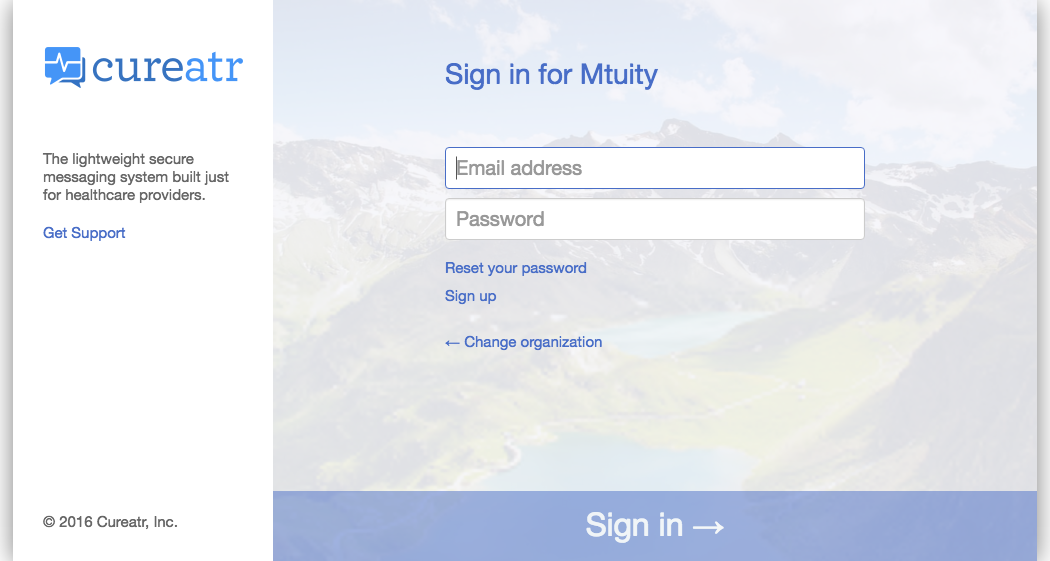 cureatr
The lightweight secure
messaging system built just
for healthcare providers.
Get Support
© 2016 Cureatr, Inc.
Sign in for Mtuity
Email address
Password
Reset your password
Sign up
← Change organization
Sign in →